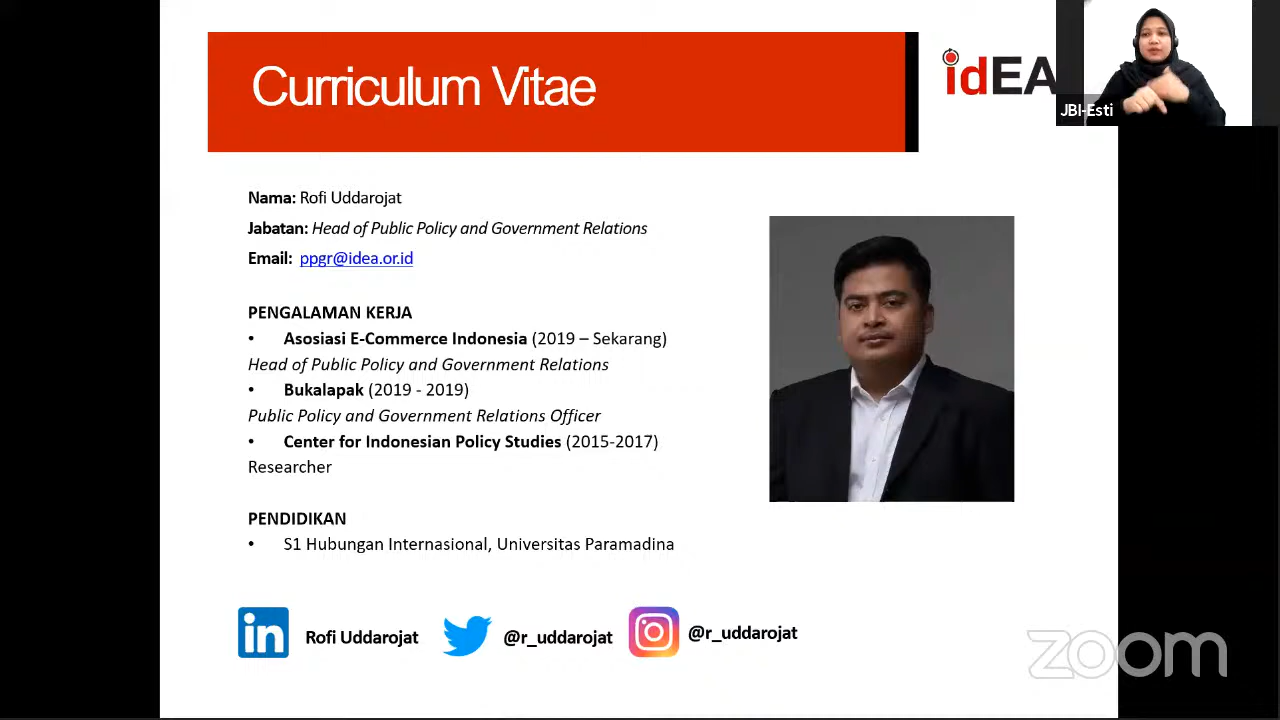 Curriculum Vitae
idEA
JBI-Esti
Nama: Rofi Uddarojat
Jabatan: Head of Public Policy and Government Relations
Email: ppgr@idea.or.id
PENGALAMAN KERJA
• Asosiasi E-Commerce Indonesia (2019 – Sekarang)
Head of Public Policy and Government Relations
• Bukalapak (2019 - 2019)
Public Policy and Government Relations Officer
• Center for Indonesian Policy Studies (2015-2017)
Researcher
PENDIDIKAN
• S1 Hubungan Internasional, Universitas Paramadina
in Rofi Uddarojat @r_uddarojat @r_uddarojat
zoom